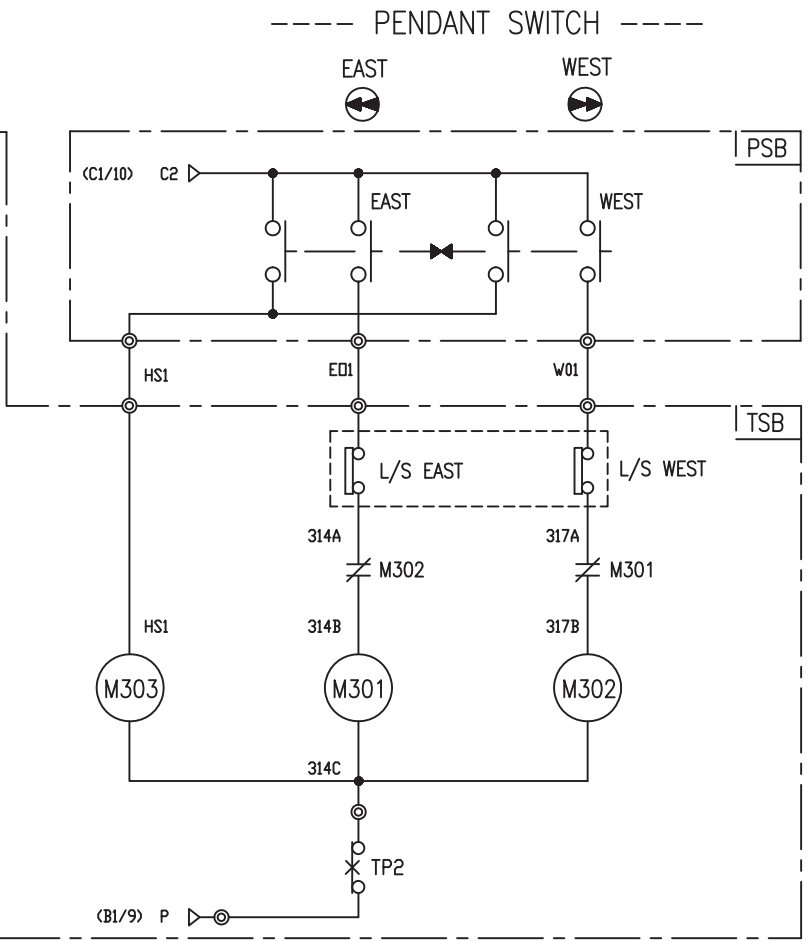 ---- PENDANT SWITCH ----
EAST WEST
PSB
(C1/10) C2
EAST WEST
HS1 EO1 W01
TSB
L/S EAST L/S WEST
314A 317A
M302 M301
HS1 314B 317B
M303 M301 M302
314C
TP2
(B1/9) P